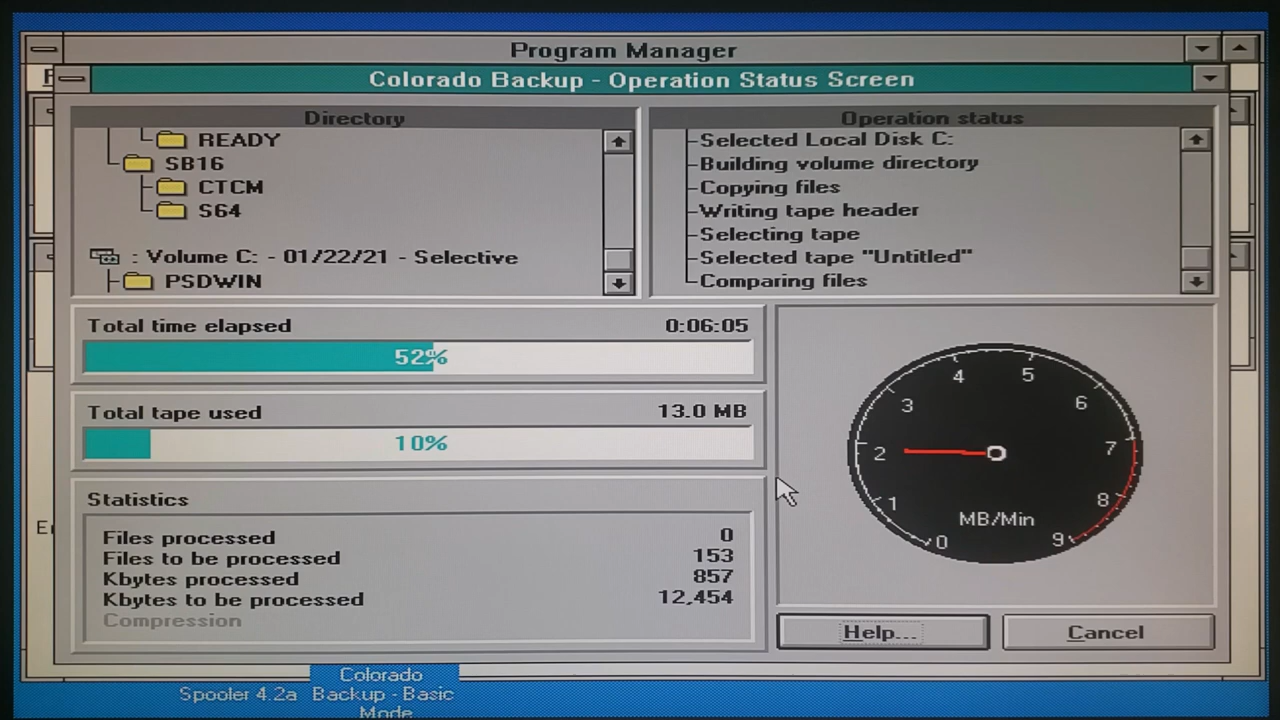 Program Manager
Colorado Backup - Operation Status Screen
Directory
READY
SB16
CTCM
S64
: Volume C: - 01/22/21 - Selective
PSDWIN
Operation status
Selected Local Disk C:
Building volume directory
Copying files
Writing tape header
Selecting tape
Selected tape "Untitled"
Comparing files
Total time elapsed 0:06:05
52%
Total tape used 13.0 MB
10%
Statistics
Files processed 0
Files to be processed 153
Kbytes processed 857
Kbytes to be processed 12,454
Compression
0
1
2
3
4
5
6
7
8
9
MB/Min
Help...
Cancel
Spooler 4.2a
Colorado
Backup - Basic
Mode